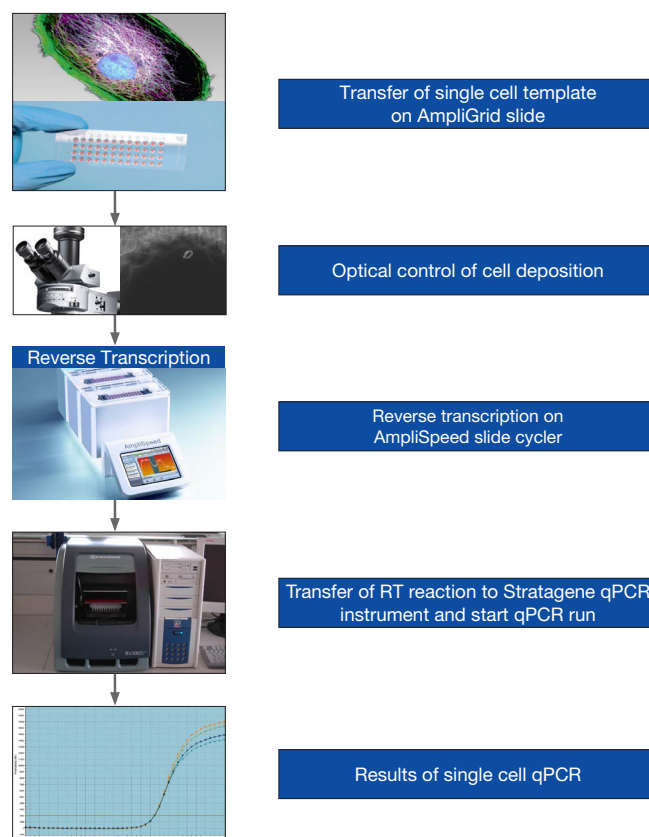 Transfer of single cell template
on AmpliGrid slide
Optical control of cell deposition
Reverse Transcription
AmpliSpeed
Reverse transcription on
AmpliSpeed slide cycler
Transfer of RT reaction to Stratagene qPCR
instrument and start qPCR run
Results of single cell qPCR